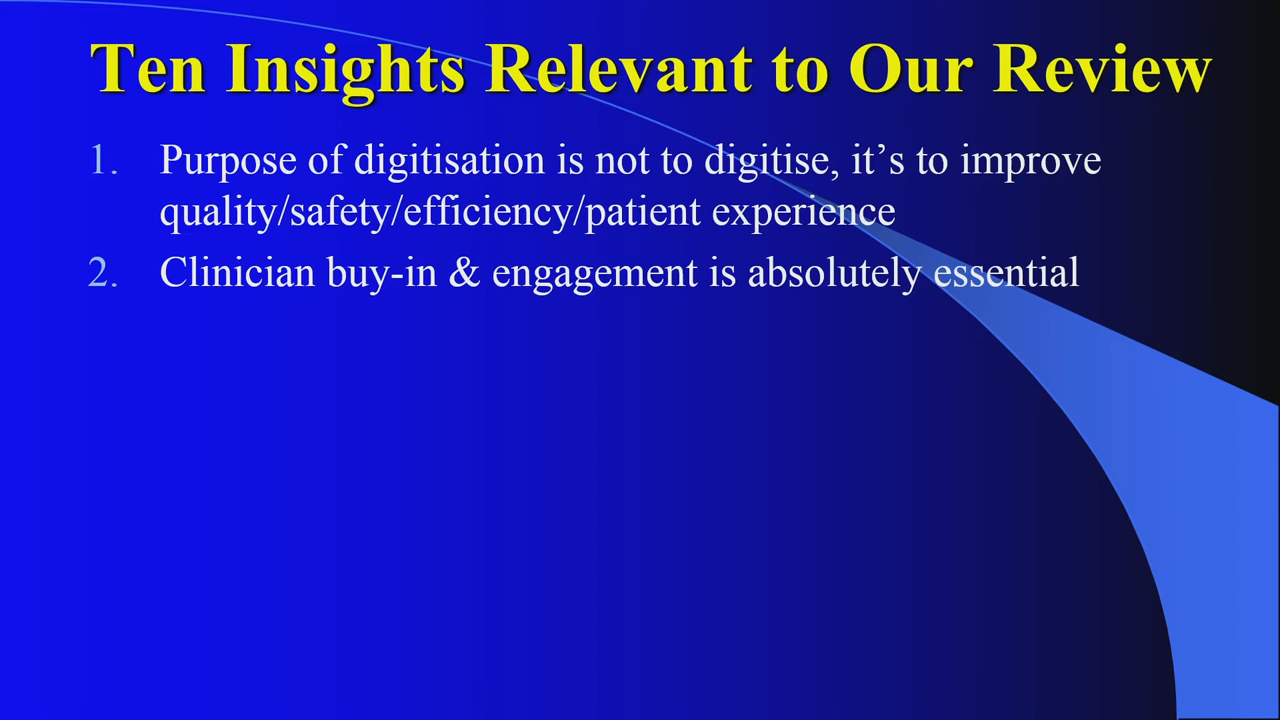 Ten Insights Relevant to Our Review
1. Purpose of digitisation is not to digitise, it’s to improve
quality/safety/efficiency/patient experience
2. Clinician buy-in & engagement is absolutely essential